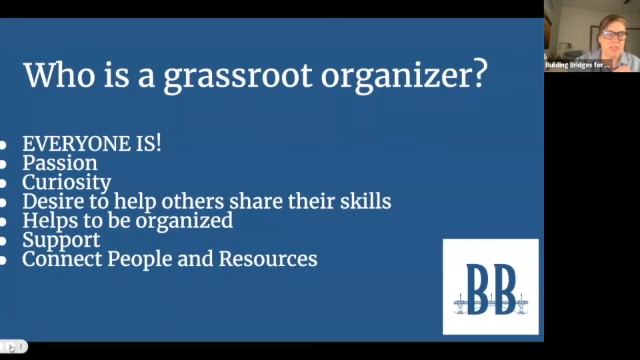 Who is a grassroot organizer?
EVERYONE IS!
Passion
Curiosity
Desire to help others share their skills
Helps to be organized
Support
Connect People and Resources
BB
Building Bridges for...